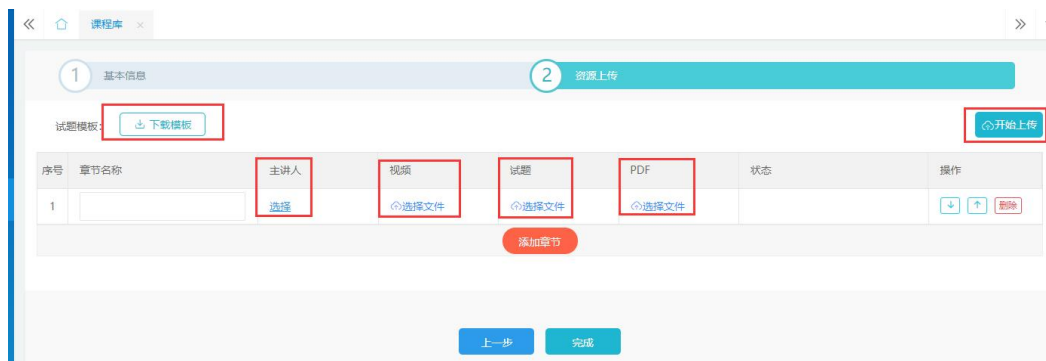 课程库
1 基本信息 2 资源上传
试题模板： 下载模板 开始上传
序号 章节名称 主讲人 视频 试题 PDF 状态 操作
1 选择 选择文件 选择文件 选择文件 删除
添加章节
上一步 完成